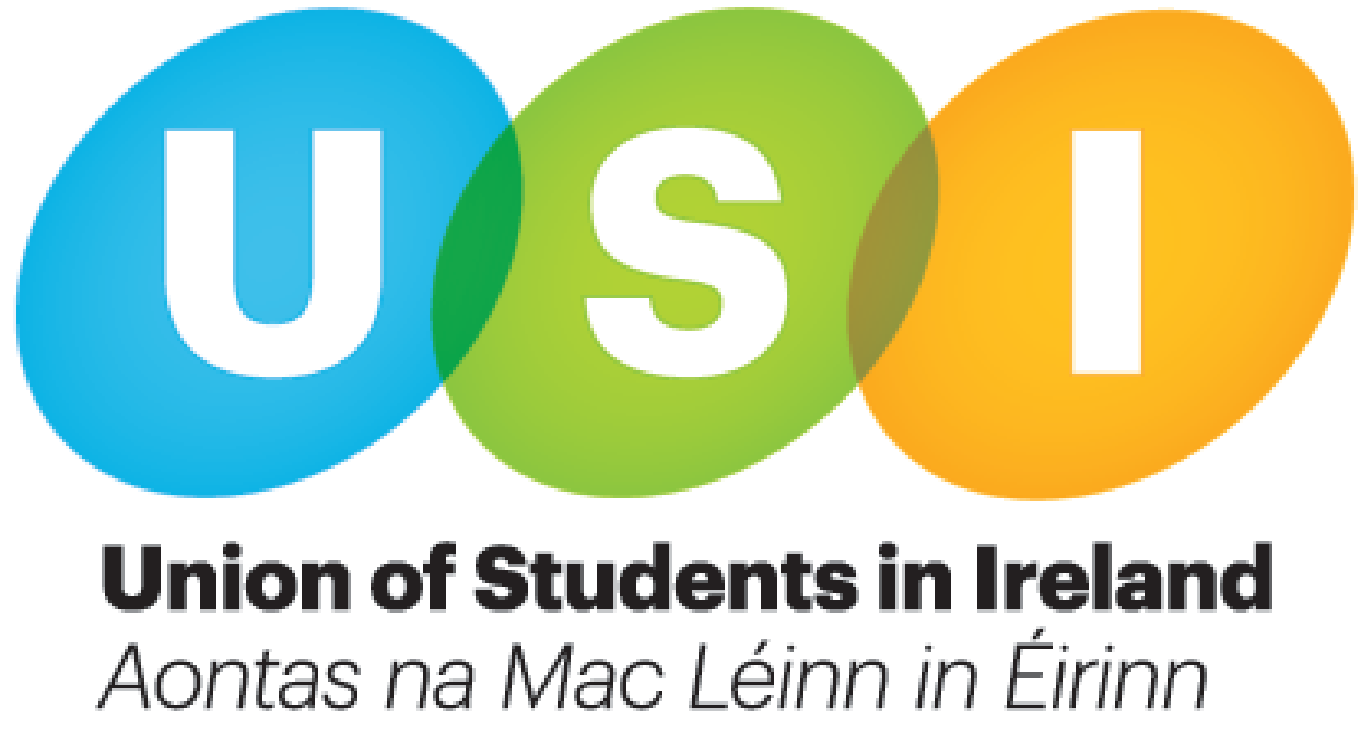 USI
Union of Students in Ireland
Aontas na Mac Léinn in Éirinn